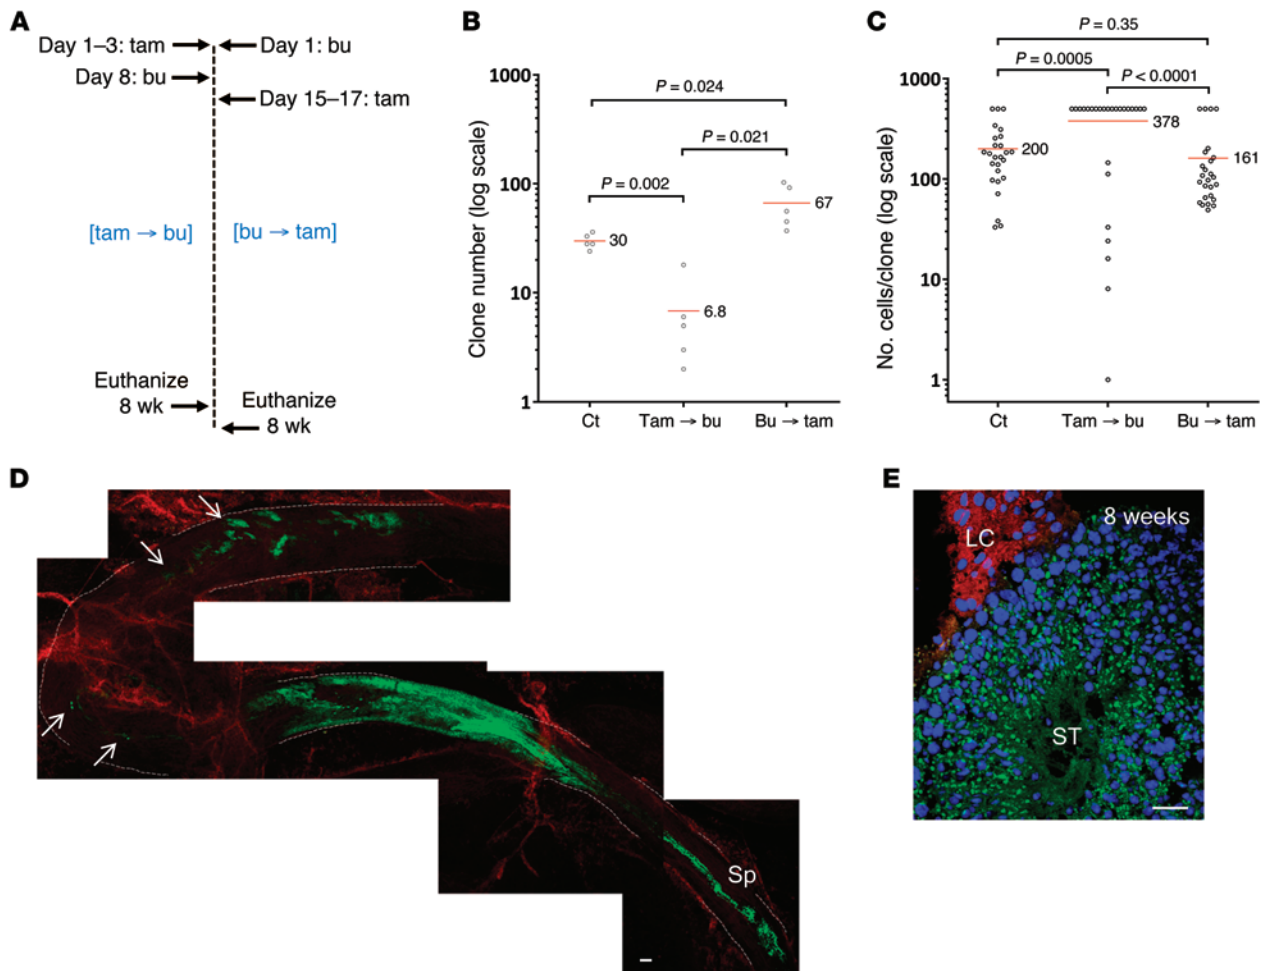 A
Day 1–3: tam
Day 1: bu
Day 8: bu
Day 15–17: tam
[tam → bu]
[bu → tam]
Euthanize
8 wk
Euthanize
8 wk
B
Clone number (log scale)
1000
100
10
1
P = 0.024
P = 0.021
P = 0.002
30
6.8
67
Ct
Tam → bu
Bu → tam
C
No. cells/clone (log scale)
1000
100
10
1
P = 0.35
P = 0.0005
P < 0.0001
200
378
161
Ct
Tam → bu
Bu → tam
D
Sp
E
8 weeks
LC
ST